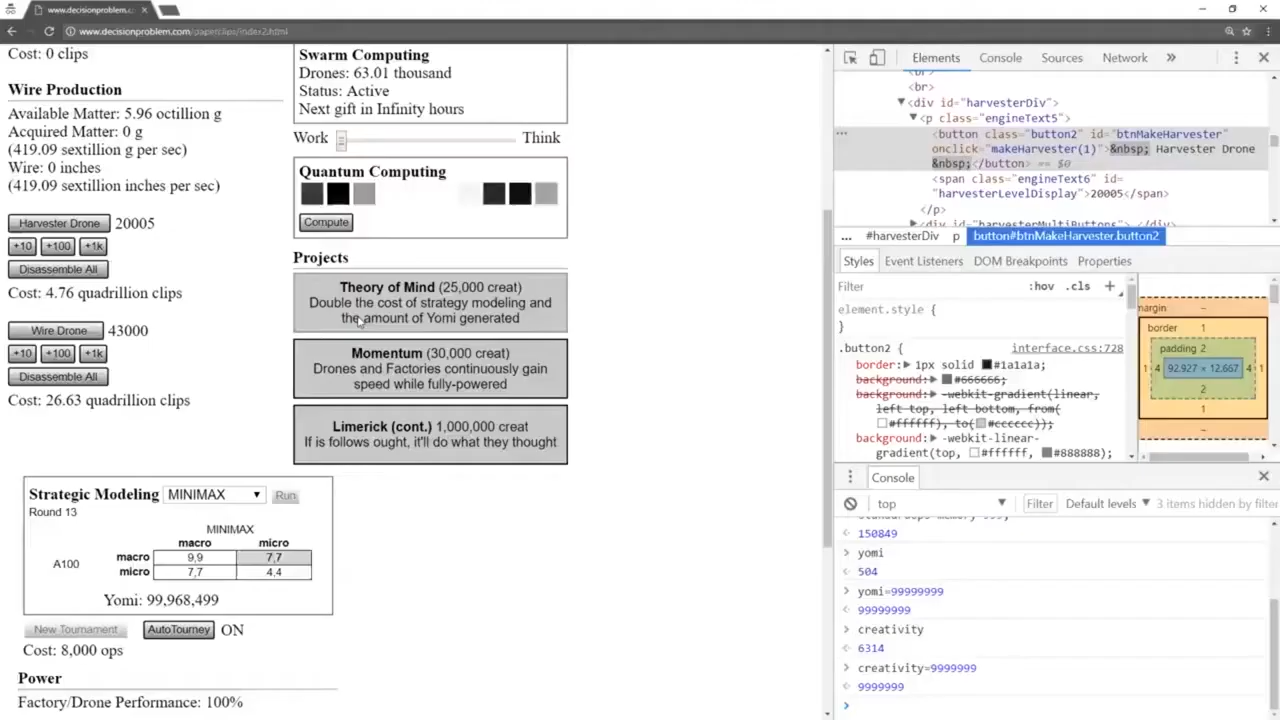 www.decisionproblem.com
www.decisionproblem.com/paperclips/index2.html
Cost: 0 clips
Wire Production
Available Matter: 5.96 octillion g
Acquired Matter: 0 g
(419.09 sextillion g per sec)
Wire: 0 inches
(419.09 sextillion inches per sec)
Harvester Drone 20005
+10 +100 +1k
Disassemble All
Cost: 4.76 quadrillion clips
Wire Drone 43000
+10 +100 +1k
Disassemble All
Cost: 26.63 quadrillion clips
Swarm Computing
Drones: 63.01 thousand
Status: Active
Next gift in Infinity hours
Work Think
Quantum Computing
Compute
Projects
Theory of Mind (25,000 creat)
Double the cost of strategy modeling and
the amount of Yomi generated
Momentum (30,000 creat)
Drones and Factories continuously gain
speed while fully-powered
Limerick (cont.) 1,000,000 creat
If is follows ought, it'll do what they thought
Strategic Modeling MINIMAX Run
Round 13
MINIMAX
macro micro
macro 9,9 7,7
A100
micro 7,7 4,4
Yomi: 99,968,499
New Tournament AutoTourney ON
Cost: 8,000 ops
Power
Factory/Drone Performance: 100%
Elements Console Sources Network »
<br>
<div id="harvesterDiv">
<p class="engineText5">
<button class="button2" id="btnMakeHarvester"
onclick="makeHarvester(1)">&nbsp; Harvester Drone
&nbsp;</button> == $0
<span class="engineText6" id=
"harvesterLevelDisplay">20005</span>
</p>
<div id="harvesterMultiButtons">…</div>
... #harvesterDiv p button#btnMakeHarvester.button2
Styles Event Listeners DOM Breakpoints Properties
Filter :hov .cls +
element.style {
}
.button2 { interface.css:728
border: 1px solid #1a1a1a;
background: #666666;
background: -webkit-gradient(linear,
left top, left bottom, from(
#ffffff), to(#cccccc));
background: -webkit-linear-
gradient(top, #ffffff, #888888);
margin –
border 1
padding 2
1 4 92.927 × 12.667 4 1
2
1
–
Console
top Filter Default levels 3 items hidden by filter
150849
yomi
504
yomi=99999999
99999999
creativity
6314
creativity=9999999
9999999